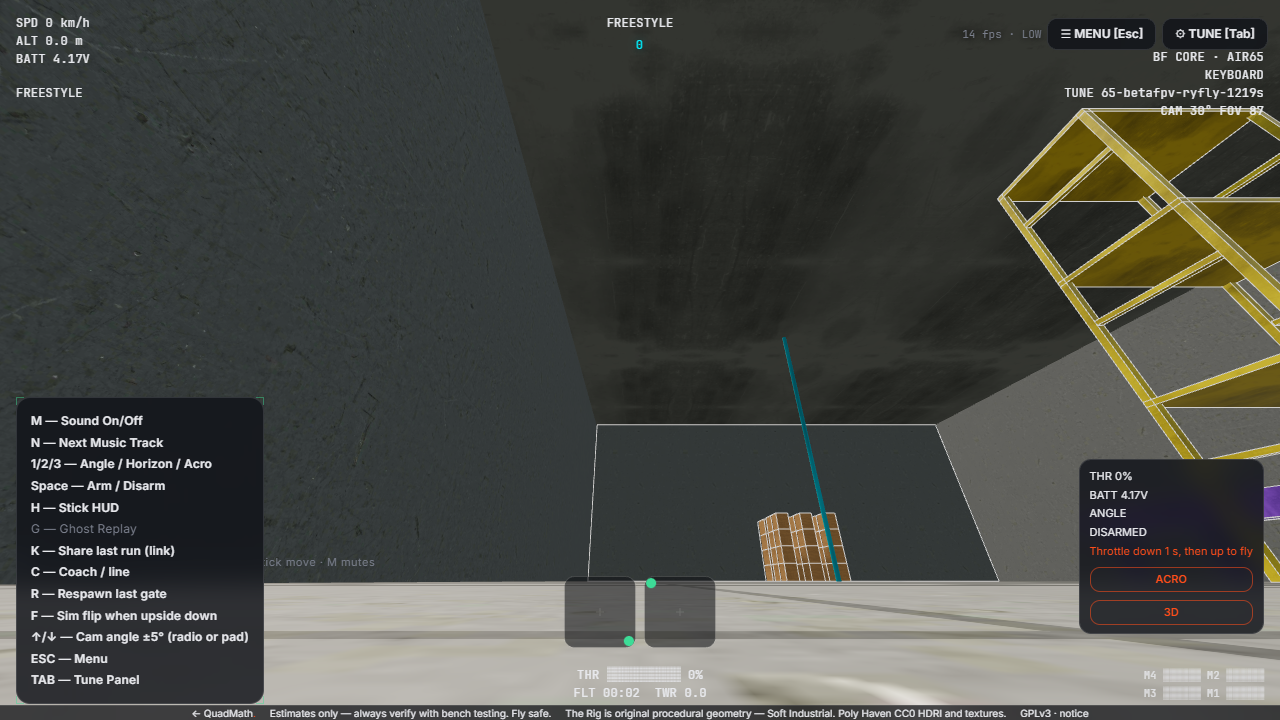 SPD 0 km/h
ALT 0.0 m
BATT 4.17V
FREESTYLE
FREESTYLE
0
14 fps · LOW
☰ MENU [Esc]
⚙ TUNE [Tab]
BF CORE · AIR65
KEYBOARD
TUNE 65-betafpv-ryfly-1219s
CAM 30° FOV 87
M — Sound On/Off
N — Next Music Track
1/2/3 — Angle / Horizon / Acro
Space — Arm / Disarm
H — Stick HUD
G — Ghost Replay
K — Share last run (link)
C — Coach / line
R — Respawn last gate
F — Sim flip when upside down
↑/↓ — Cam angle ±5° (radio or pad)
ESC — Menu
TAB — Tune Panel
ick move · M mutes
THR 0%
BATT 4.17V
ANGLE
DISARMED
Throttle down 1 s, then up to fly
ACRO
3D
THR 0%
FLT 00:02 TWR 0.0
M4 M2
M3 M1
← QuadMath. Estimates only — always verify with bench testing. Fly safe. The Rig is original procedural geometry — Soft Industrial. Poly Haven CC0 HDRI and textures. GPLv3 · notice